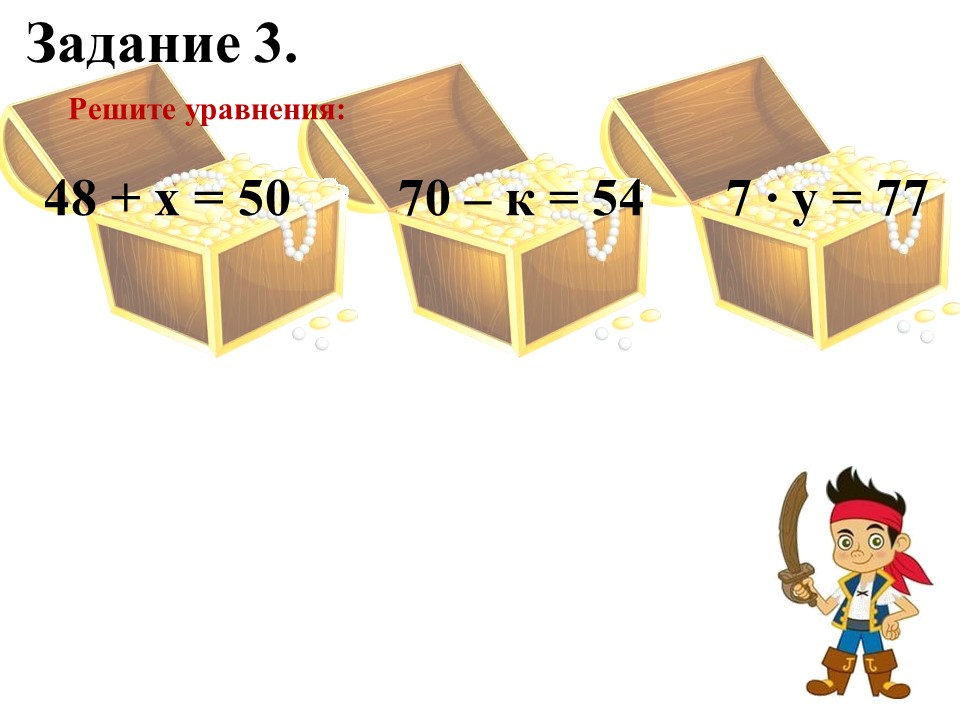 Задание 3.
Решите уравнения:
48 + х = 50 70 – к = 54 7 · у = 77